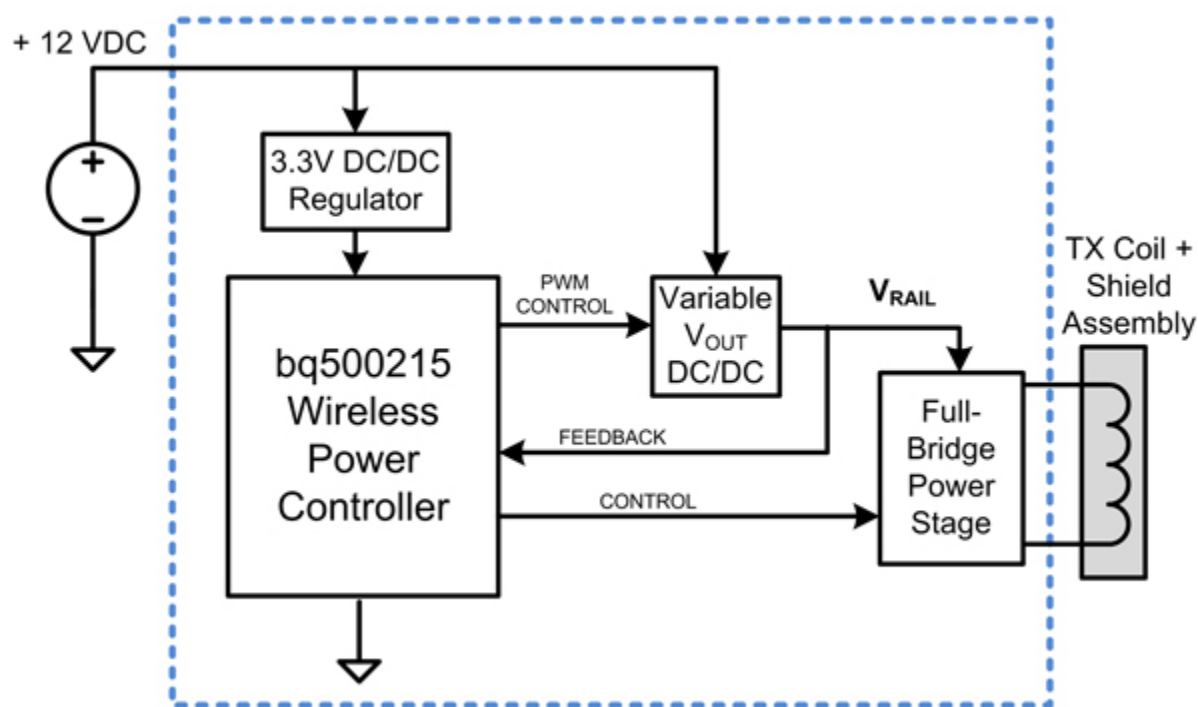 + 12 VDC
+
−
3.3V DC/DC
Regulator
PWM
CONTROL
Variable
VOUT
DC/DC
VRAIL
TX Coil +
Shield
Assembly
bq500215
Wireless
Power
Controller
FEEDBACK
CONTROL
Full-
Bridge
Power
Stage